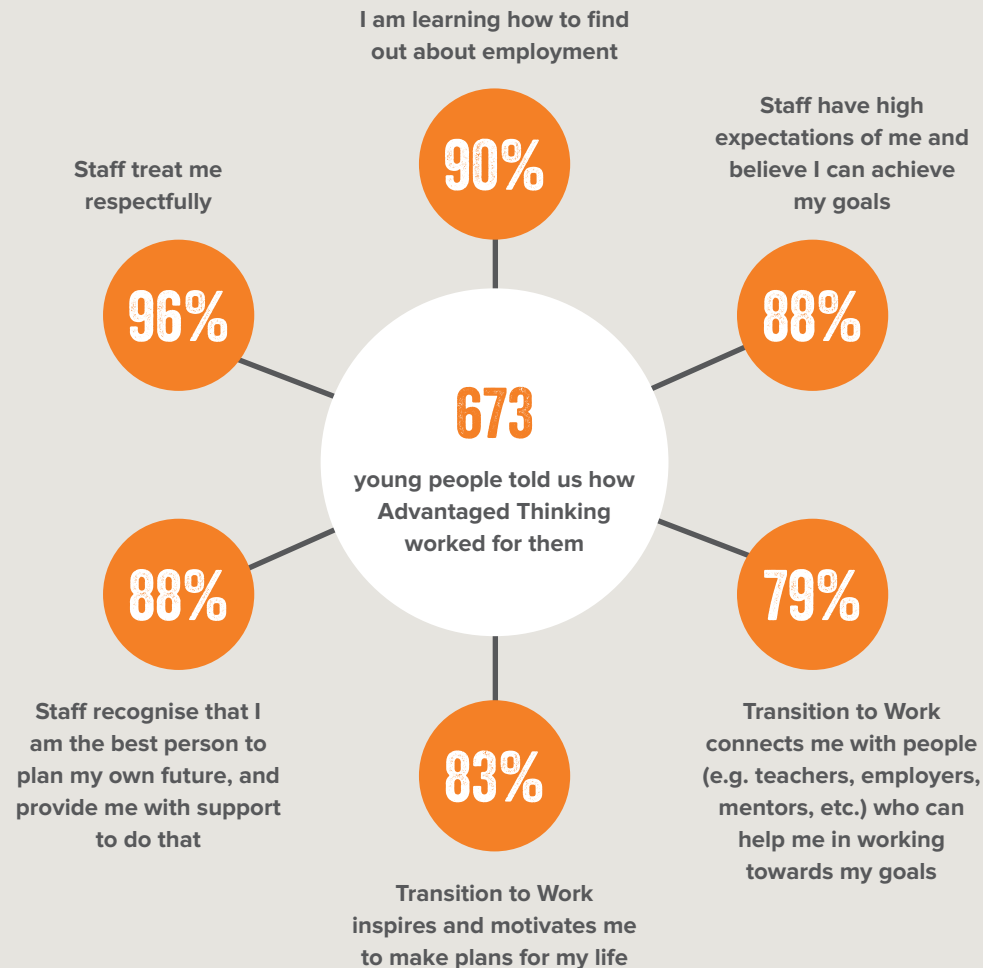 I am learning how to find
out about employment
90%
Staff have high
expectations of me and
believe I can achieve
my goals
88%
Staff treat me
respectfully
96%
673
young people told us how
Advantaged Thinking
worked for them
88%
Staff recognise that I
am the best person to
plan my own future, and
provide me with support
to do that
79%
Transition to Work
connects me with people
(e.g. teachers, employers,
mentors, etc.) who can
help me in working
towards my goals
83%
Transition to Work
inspires and motivates me
to make plans for my life